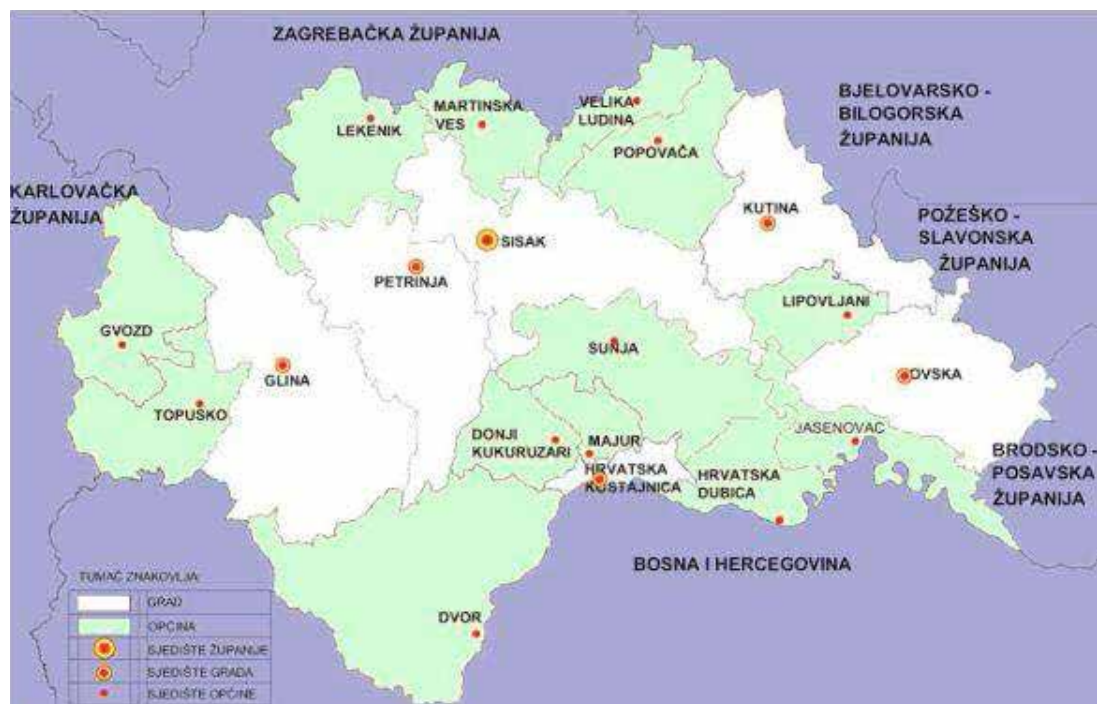 ZAGREBAČKA ŽUPANIJA
BJELOVARSKO -
BILOGORSKA
ŽUPANIJA
KARLOVAČKA
ŽUPANIJA
POŽEŠKO -
SLAVONSKA
ŽUPANIJA
LEKENIK
MARTINSKA
VES
VELIKA
LUDINA
POPOVAČA
KUTINA
SISAK
PETRINJA
LIPOVLJANI
GVOZD
SUNJA
GLINA
OVSKA
TOPUSKO
JASENOVAC
DONJI
KUKURUZARI
MAJUR
HRVATSKA
KOSTAJNICA
HRVATSKA
DUBICA
BRODSKO -
POSAVSKA
ŽUPANIJA
BOSNA I HERCEGOVINA
DVOR
TUMAČ ZNAKOVLJA:
GRAD
OPĆINA
SJEDIŠTE ŽUPANIJE
SJEDIŠTE GRADA
SJEDIŠTE OPĆINE